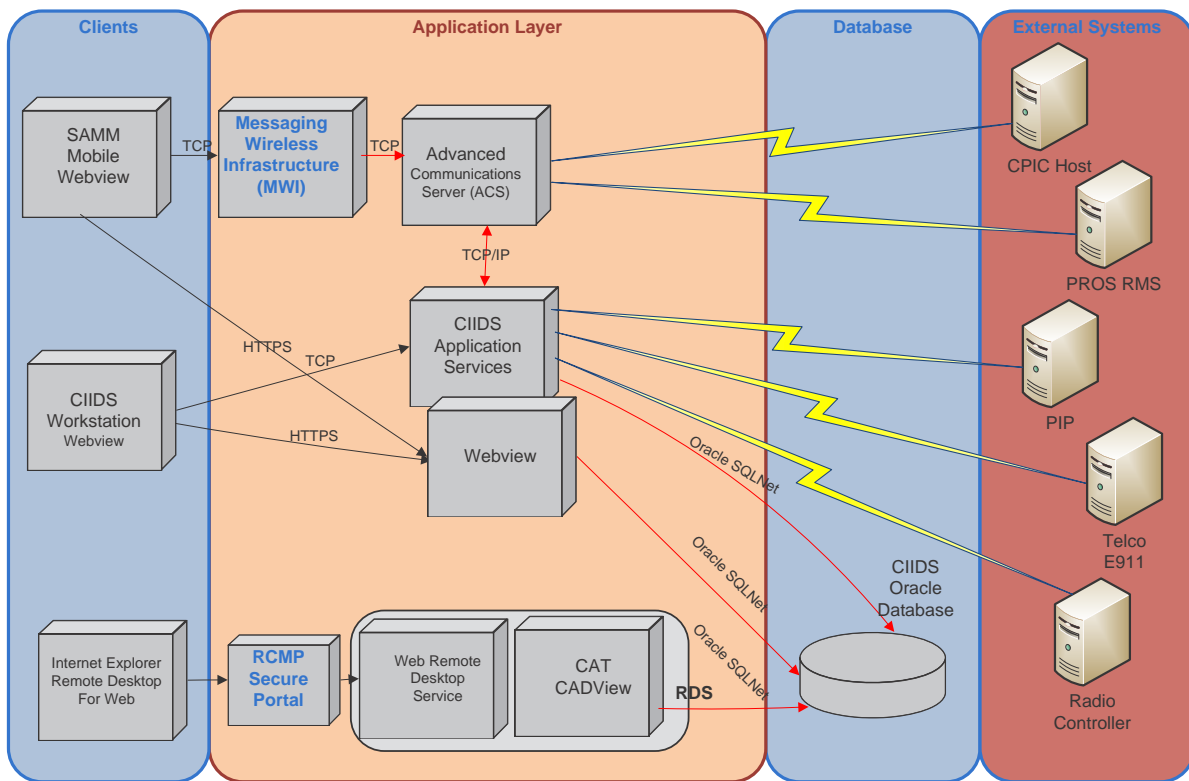 Clients
Application Layer
Database
External Systems
SAMM
Mobile
Webview
TCP
Messaging
Wireless
Infrastructure
(MWI)
TCP
Advanced
Communications
Server (ACS)
CPIC Host
TCP/IP
PROS RMS
HTTPS
TCP
CIIDS
Application
Services
CIIDS
Workstation
Webview
HTTPS
Webview
PIP
Oracle SQLNet
Oracle SQLNet
Telco
E911
CIIDS
Oracle
Database
Internet Explorer
Remote Desktop
For Web
RCMP
Secure
Portal
Web Remote
Desktop
Service
CAT
CADView
RDS
Oracle SQLNet
Radio
Controller